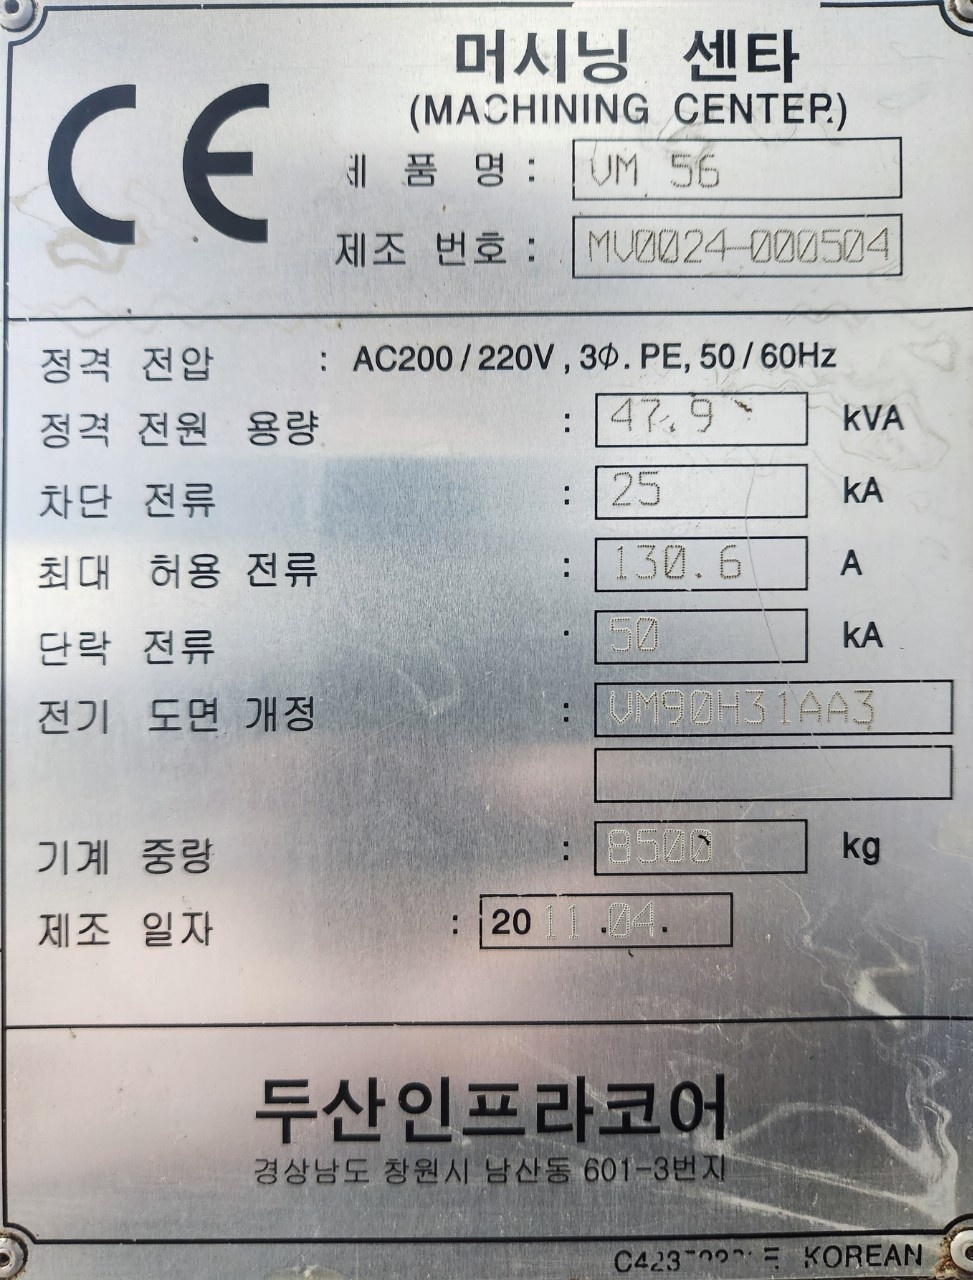 CE
머시닝 센타
(MACHINING CENTER)
제 품 명 : VM 56
제조 번호 : MV0024-000504
정격 전압 : AC200 / 220V , 3Φ . PE, 50 / 60Hz
정격 전원 용량 : 47.9 kVA
차단 전류 : 25 kA
최대 허용 전류 : 130.6 A
단락 전류 : 50 kA
전기 도면 개정 : VM90H31AA3
기계 중량 : 8500 kg
제조 일자 : 2011.04.
두산인프라코어
경상남도 창원시 남산동 601-3번지
KOREAN